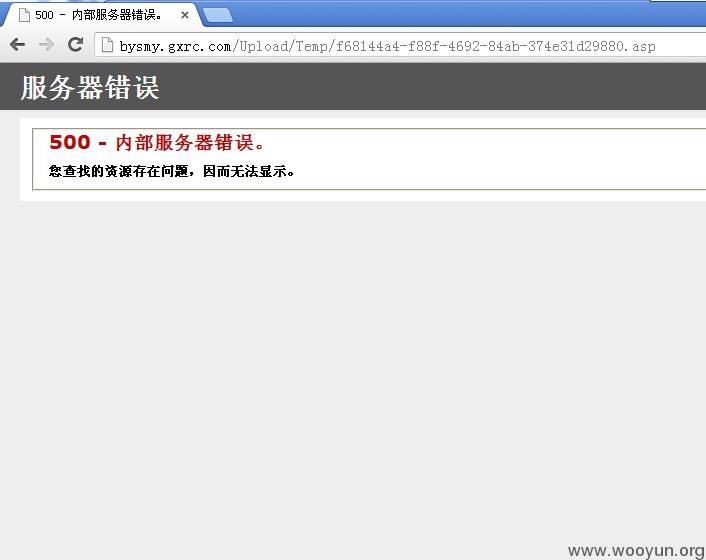 500 - 内部服务器错误。
bysmy.gxrc.com/Upload/Temp/f68144a4-f88f-4692-84ab-374e31d29880.asp
服务器错误
500 - 内部服务器错误。
您查找的资源存在问题，因而无法显示。
www.wooyun.org